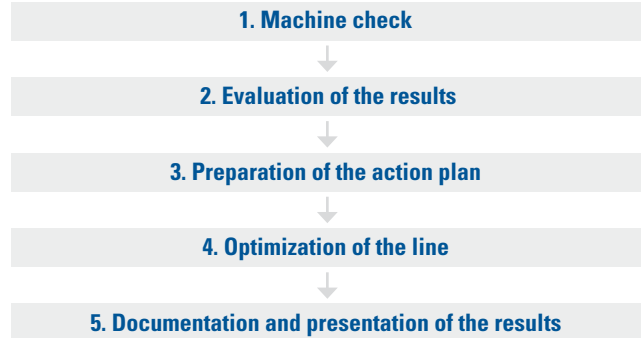 1. Machine check
2. Evaluation of the results
3. Preparation of the action plan
4. Optimization of the line
5. Documentation and presentation of the results